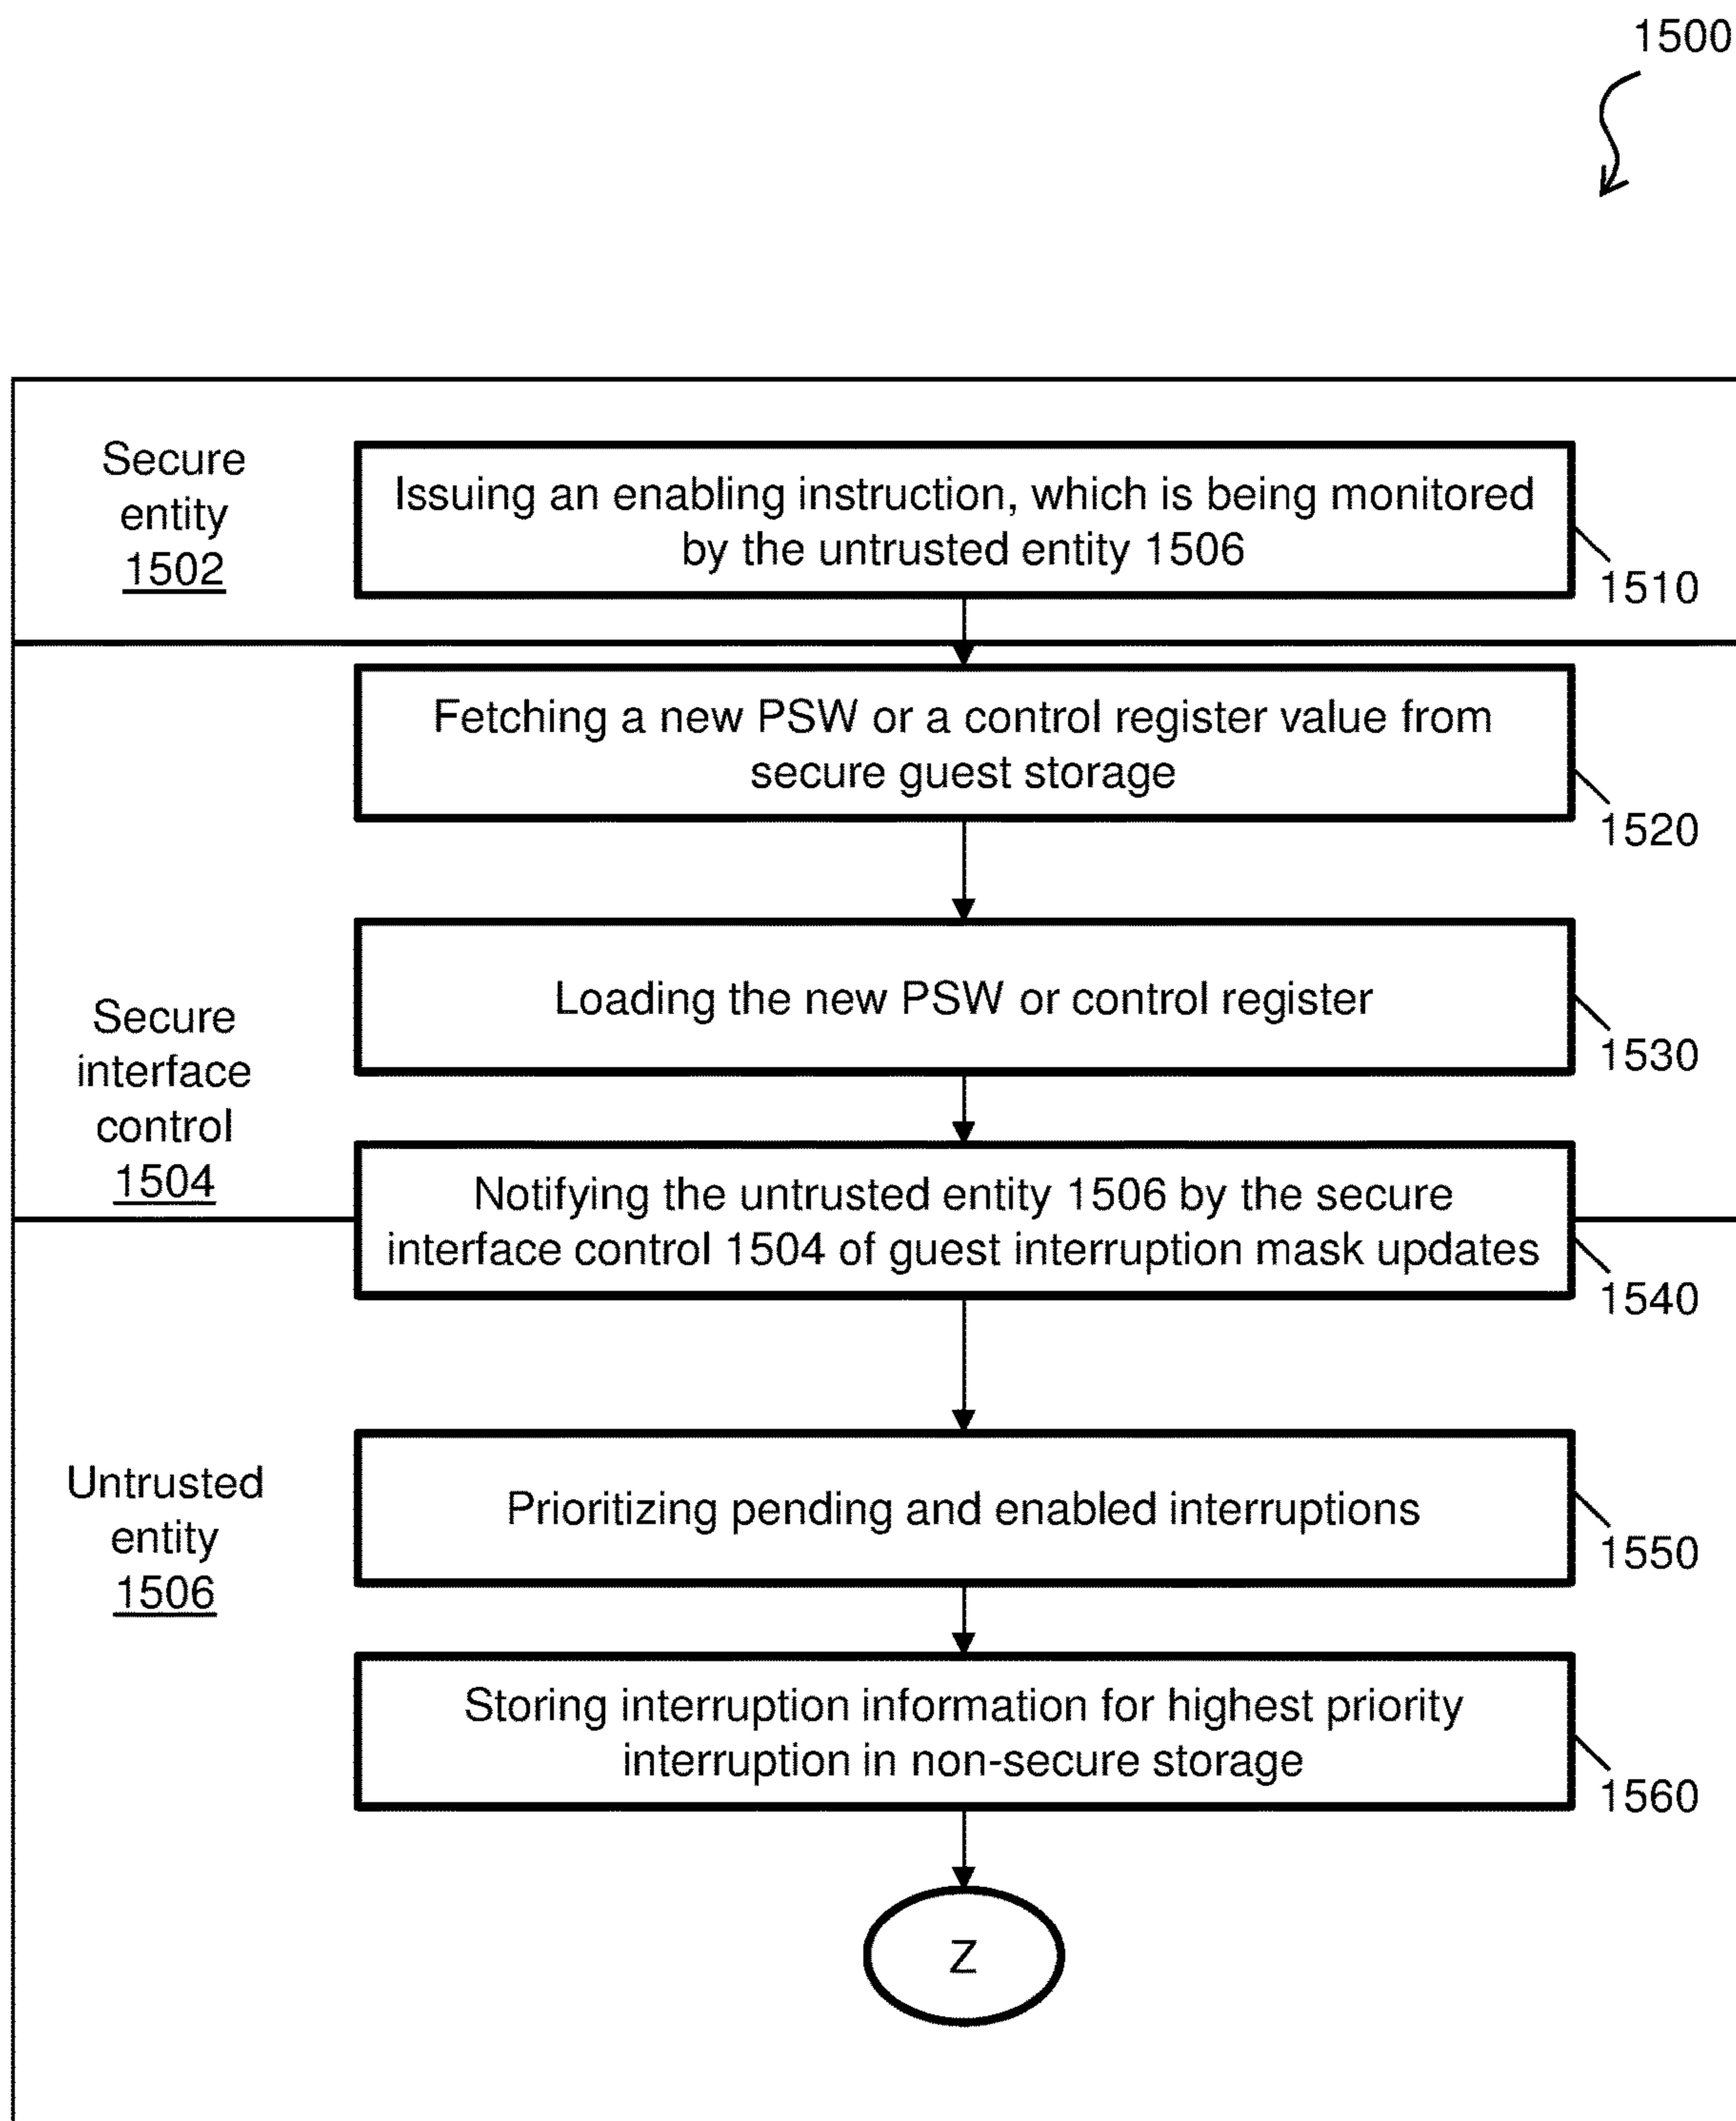 1500
Secure
entity
1502
Issuing an enabling instruction, which is being monitored
by the untrusted entity 1506
1510
Fetching a new PSW or a control register value from
secure guest storage
1520
Loading the new PSW or control register
1530
Secure
interface
control
1504
Notifying the untrusted entity 1506 by the secure
interface control 1504 of guest interruption mask updates
1540
Untrusted
entity
1506
Prioritizing pending and enabled interruptions
1550
Storing interruption information for highest priority
interruption in non-secure storage
1560
Z